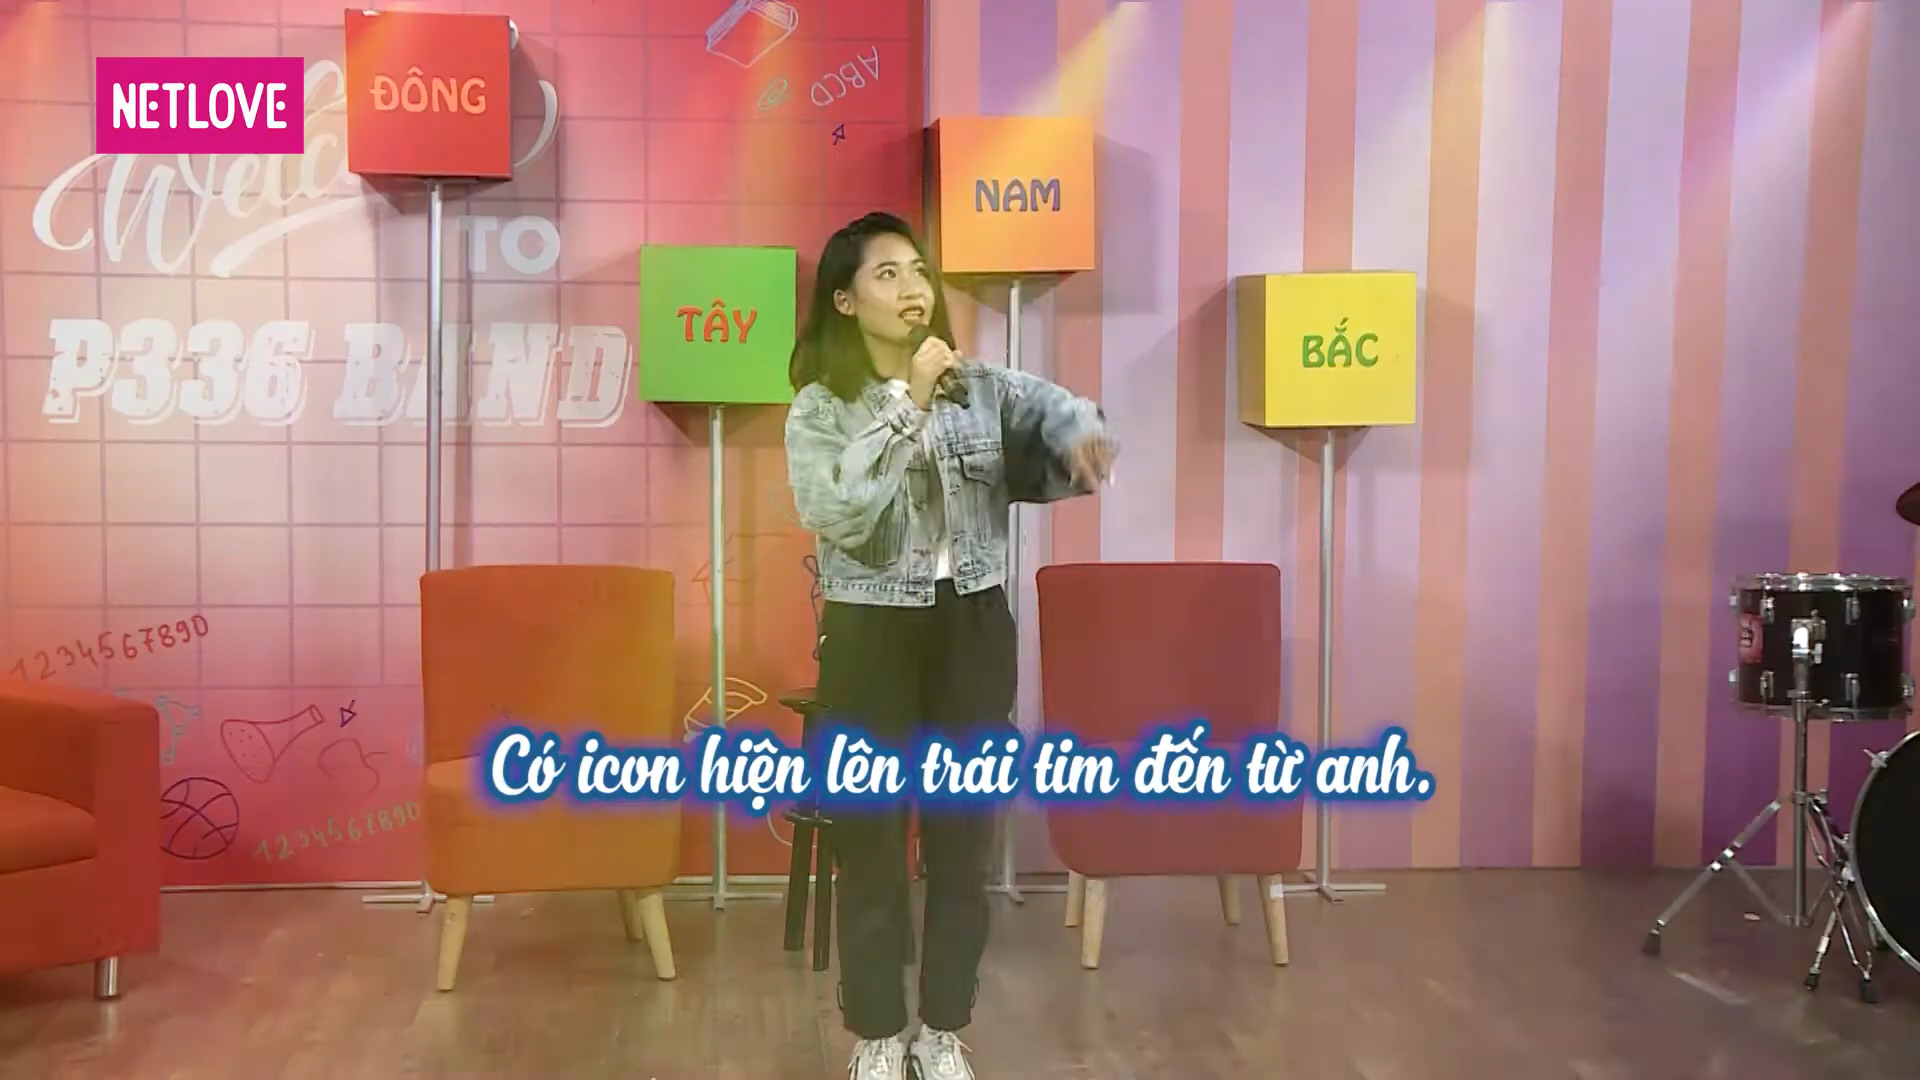 NETLOVE
ĐÔNG
ABCD
Welc
TO
P336 BAND
NAM
TÂY
BẮC
1234567890
1234567890
Có icon hiện lên trái tim đến từ anh.